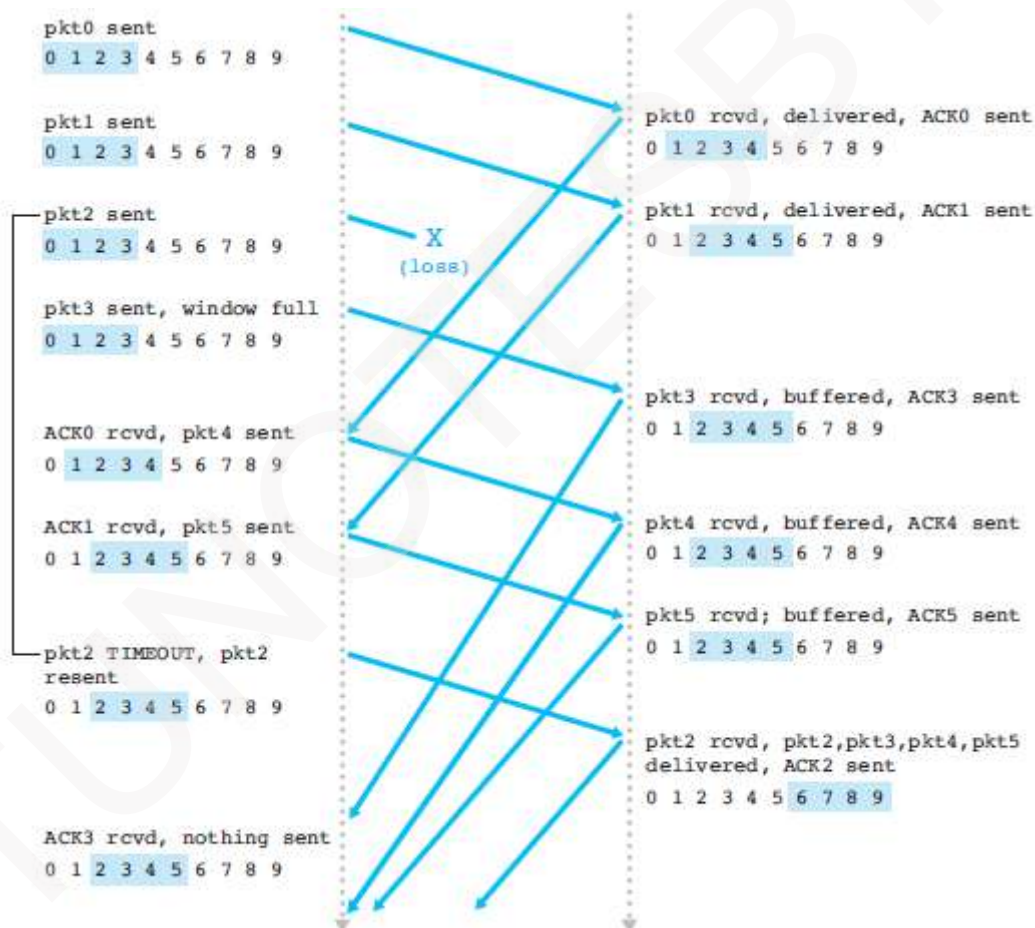 pkt0 sent
0 1 2 3 4 5 6 7 8 9
pkt1 sent
0 1 2 3 4 5 6 7 8 9
pkt2 sent
0 1 2 3 4 5 6 7 8 9
pkt3 sent, window full
0 1 2 3 4 5 6 7 8 9
ACK0 rcvd, pkt4 sent
0 1 2 3 4 5 6 7 8 9
ACK1 rcvd, pkt5 sent
0 1 2 3 4 5 6 7 8 9
pkt2 TIMEOUT, pkt2
resent
0 1 2 3 4 5 6 7 8 9
ACK3 rcvd, nothing sent
0 1 2 3 4 5 6 7 8 9
X
(loss)
pkt0 rcvd, delivered, ACK0 sent
0 1 2 3 4 5 6 7 8 9
pkt1 rcvd, delivered, ACK1 sent
0 1 2 3 4 5 6 7 8 9
pkt3 rcvd, buffered, ACK3 sent
0 1 2 3 4 5 6 7 8 9
pkt4 rcvd, buffered, ACK4 sent
0 1 2 3 4 5 6 7 8 9
pkt5 rcvd; buffered, ACK5 sent
0 1 2 3 4 5 6 7 8 9
pkt2 rcvd, pkt2,pkt3,pkt4,pkt5
delivered, ACK2 sent
0 1 2 3 4 5 6 7 8 9